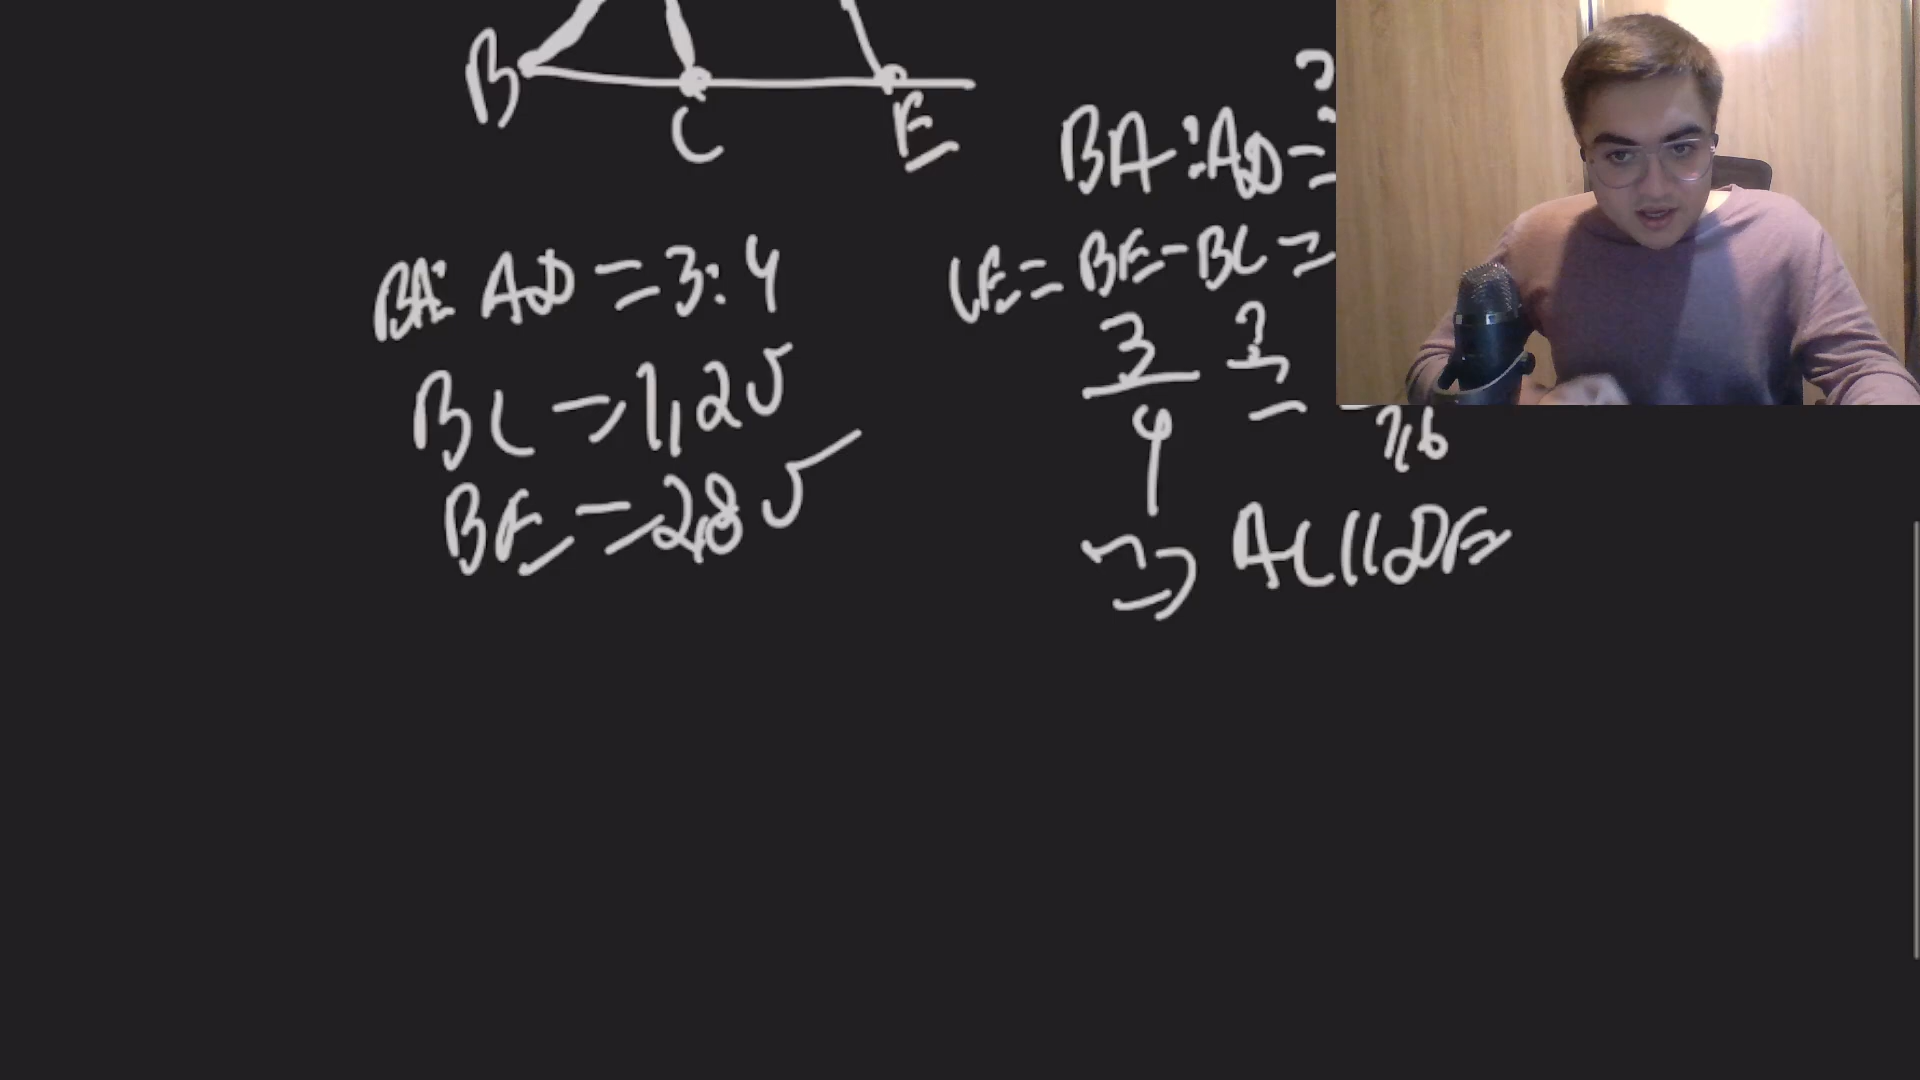 B
C
E
BA:AD=3:4
BC=1,2
BE=2,8
?
BA:AD=
CE=BE-BC=
3
4
?
=
1,6
⇒ AC||DE